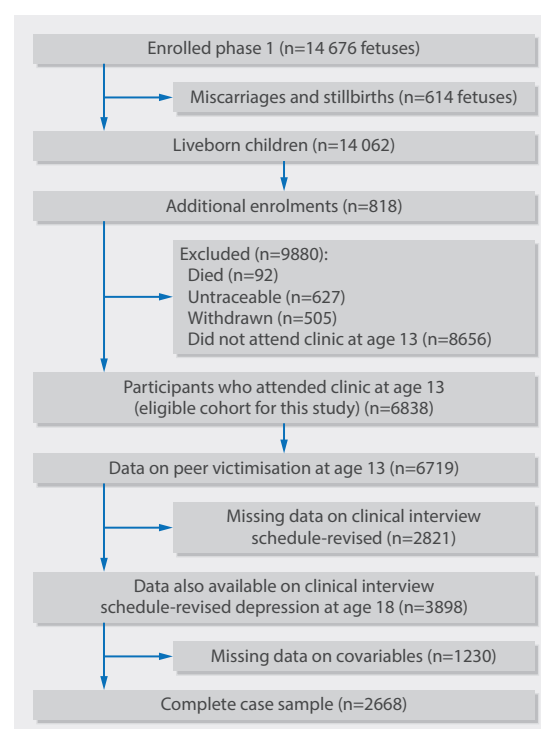 Enrolled phase 1 (n=14 676 fetuses)
Miscarriages and stillbirths (n=614 fetuses)
Liveborn children (n=14 062)
Additional enrolments (n=818)
Excluded (n=9880):
Died (n=92)
Untraceable (n=627)
Withdrawn (n=505)
Did not attend clinic at age 13 (n=8656)
Participants who attended clinic at age 13
(eligible cohort for this study) (n=6838)
Data on peer victimisation at age 13 (n=6719)
Missing data on clinical interview
schedule-revised (n=2821)
Data also available on clinical interview
schedule-revised depression at age 18 (n=3898)
Missing data on covariables (n=1230)
Complete case sample (n=2668)